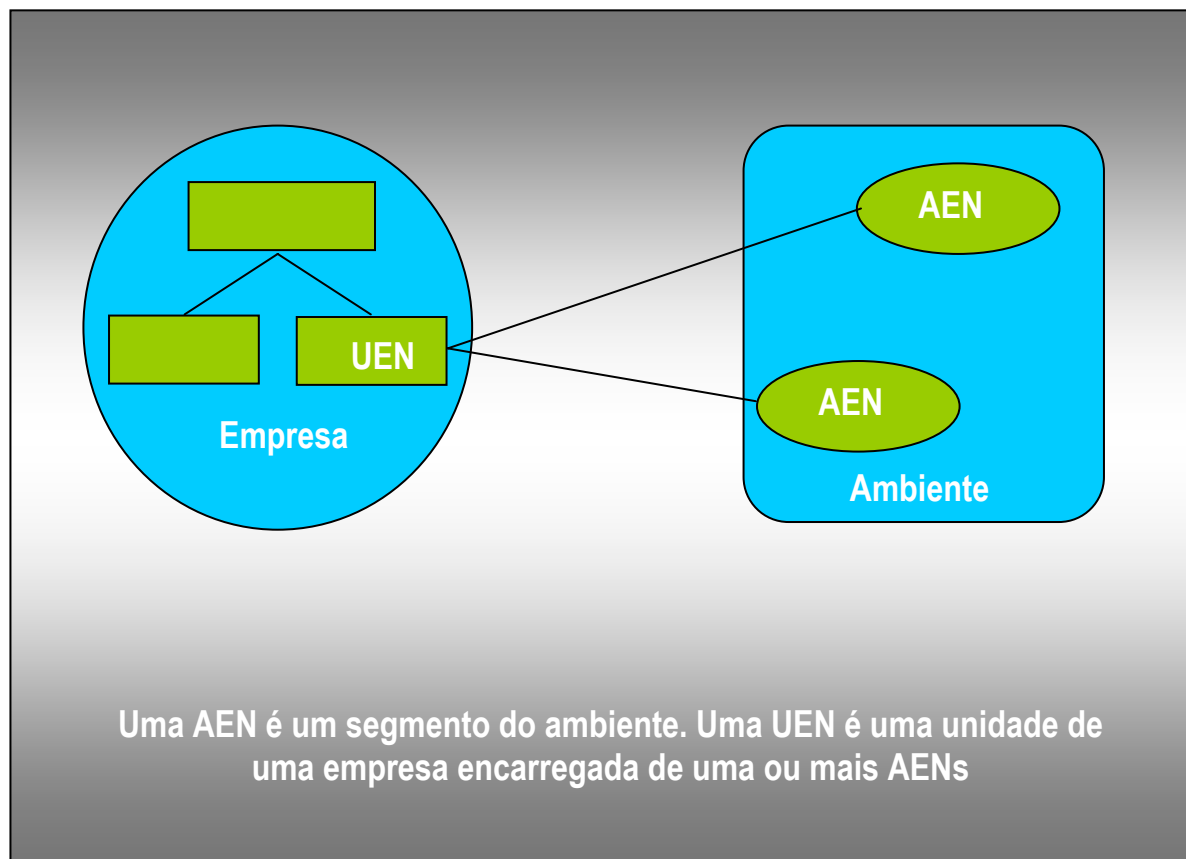 AEN
UEN
AEN
Empresa
Ambiente
Uma AEN é um segmento do ambiente. Uma UEN é uma unidade de
uma empresa encarregada de uma ou mais AENs